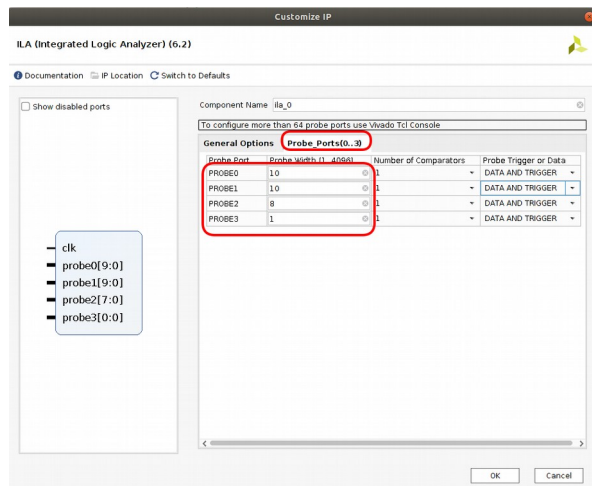 Customize IP
ILA (Integrated Logic Analyzer) (6.2)
Documentation IP Location Switch to Defaults
Show disabled ports
Component Name ila_0
To configure more than 64 probe ports use Vivado Tcl Console
General Options Probe_Ports(0..3)
Probe Port Probe Width [1..4096] Number of Comparators Probe Trigger or Data
PROBE0 10 1 DATA AND TRIGGER
PROBE1 10 1 DATA AND TRIGGER
PROBE2 8 1 DATA AND TRIGGER
PROBE3 1 1 DATA AND TRIGGER
clk
probe0[9:0]
probe1[9:0]
probe2[7:0]
probe3[0:0]
OK Cancel